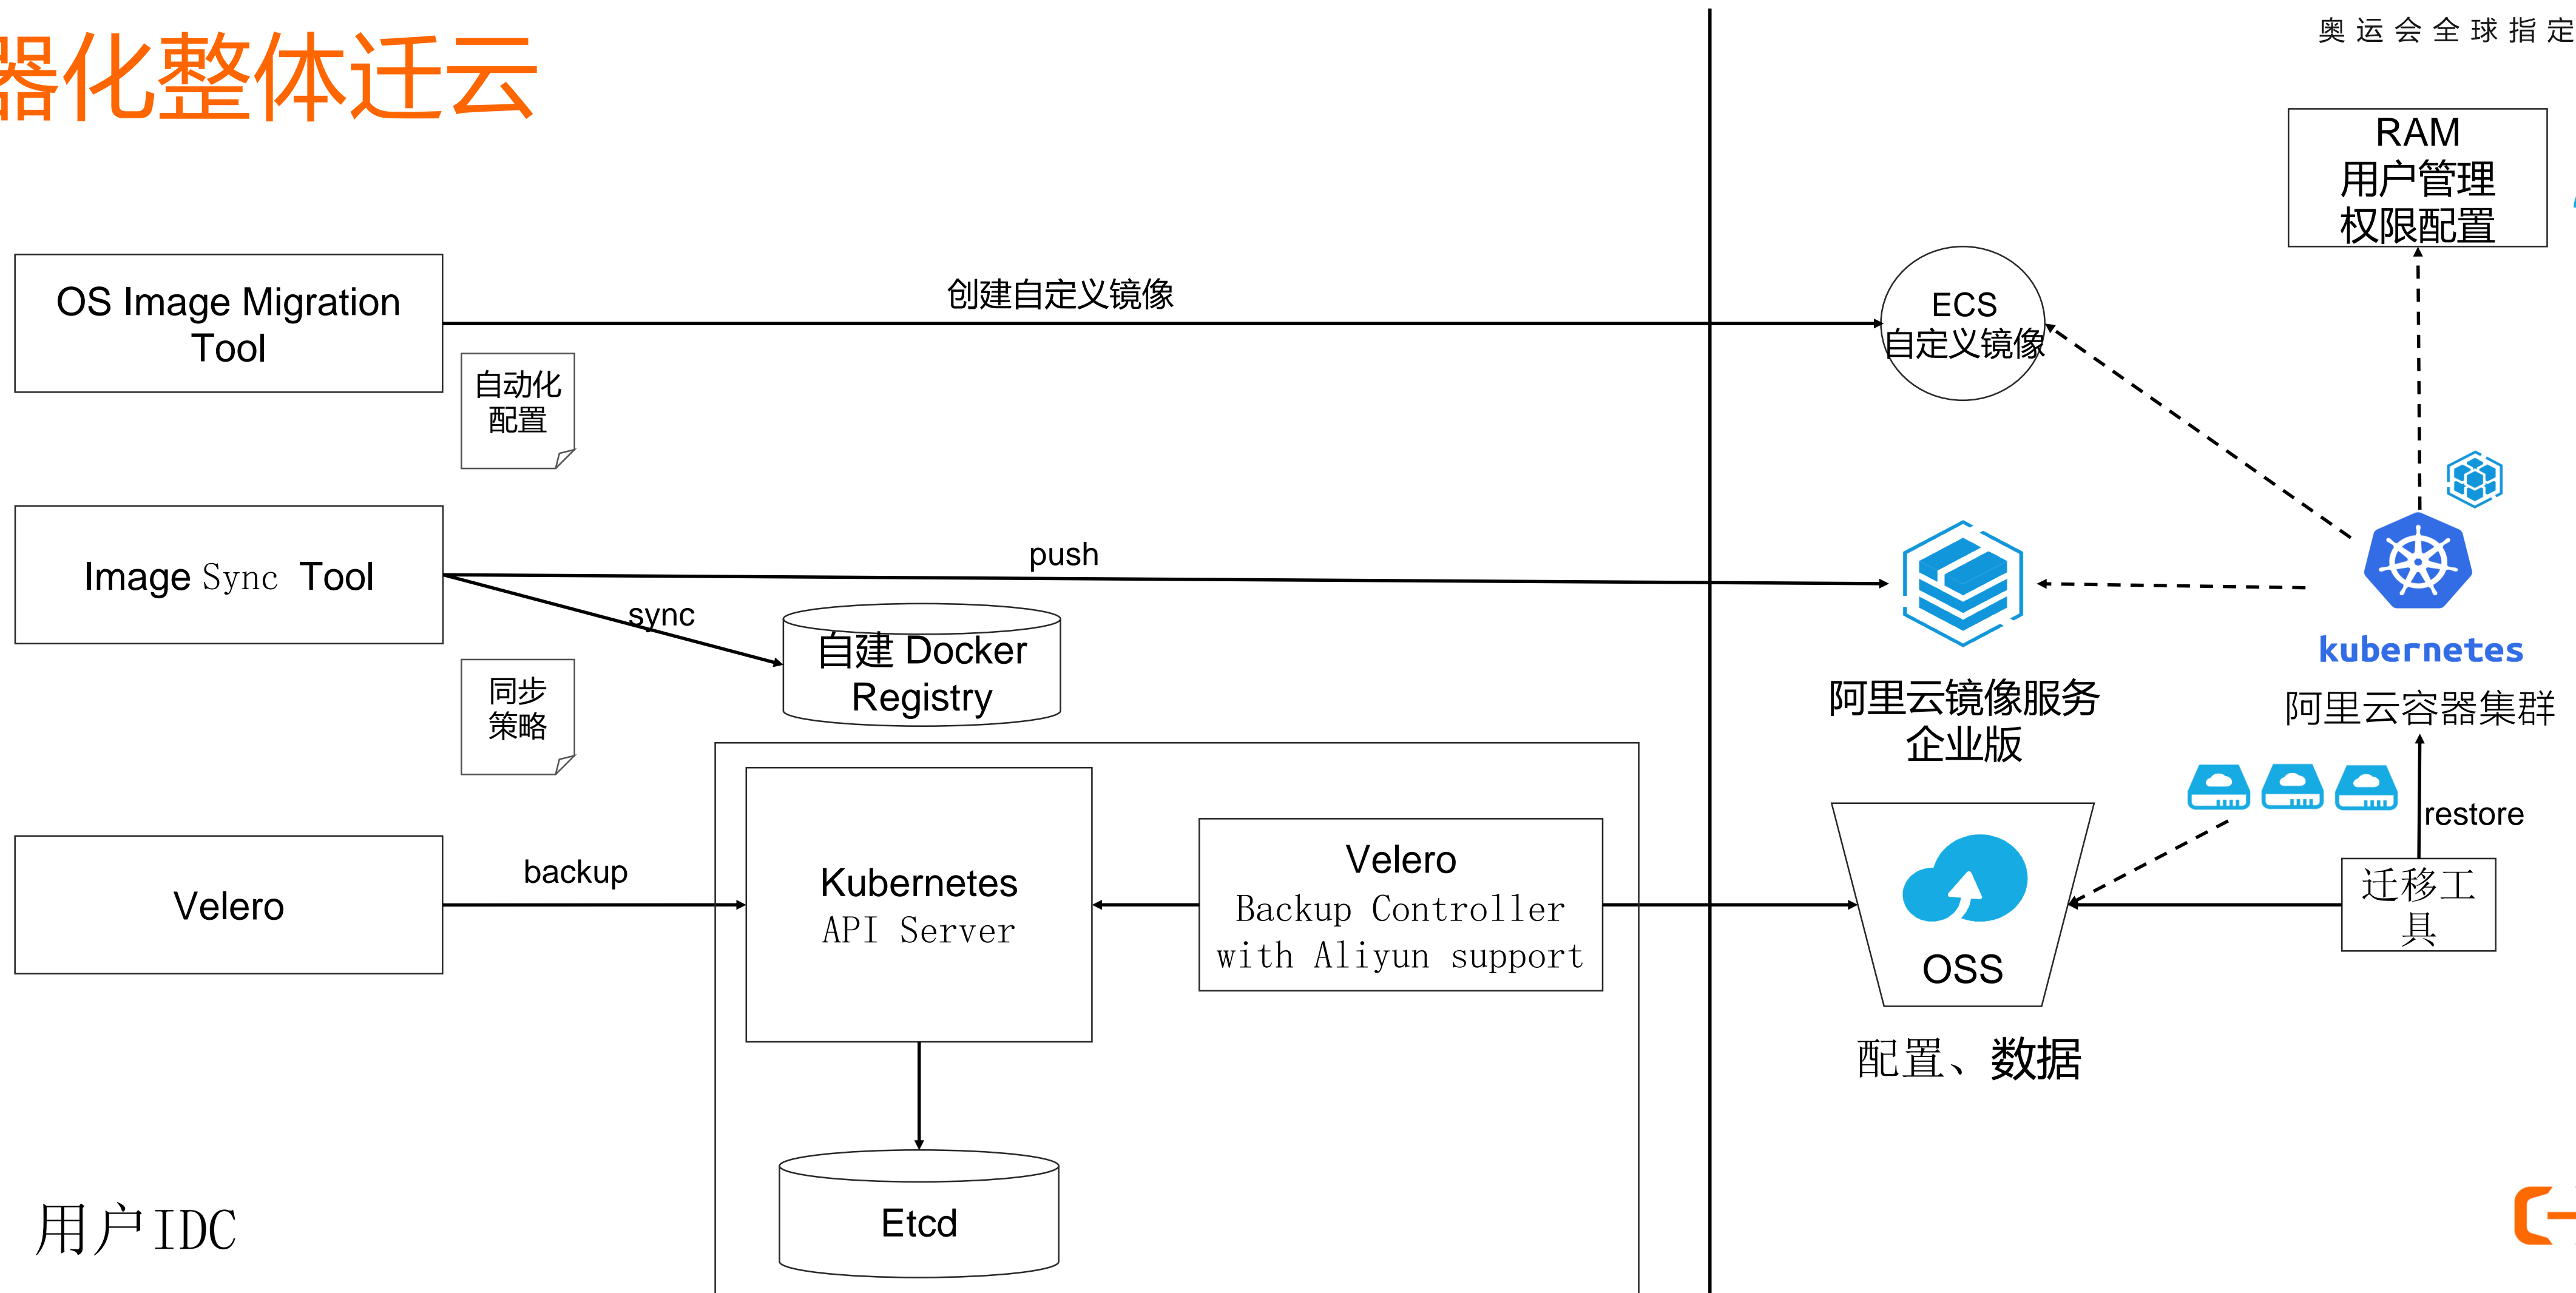 器化整体迁云
奥运会全球指定
RAM
用户管理
权限配置
OS Image Migration
Tool
创建自定义镜像
ECS
自定义镜像
自动化
配置
Image Sync Tool
push
sync
自建 Docker
Registry
同步
策略
kubernetes
阿里云镜像服务
企业版
阿里云容器集群
restore
Velero
backup
Kubernetes
API Server
Velero
Backup Controller
with Aliyun support
OSS
迁移工
具
配置、数据
Etcd
用户IDC